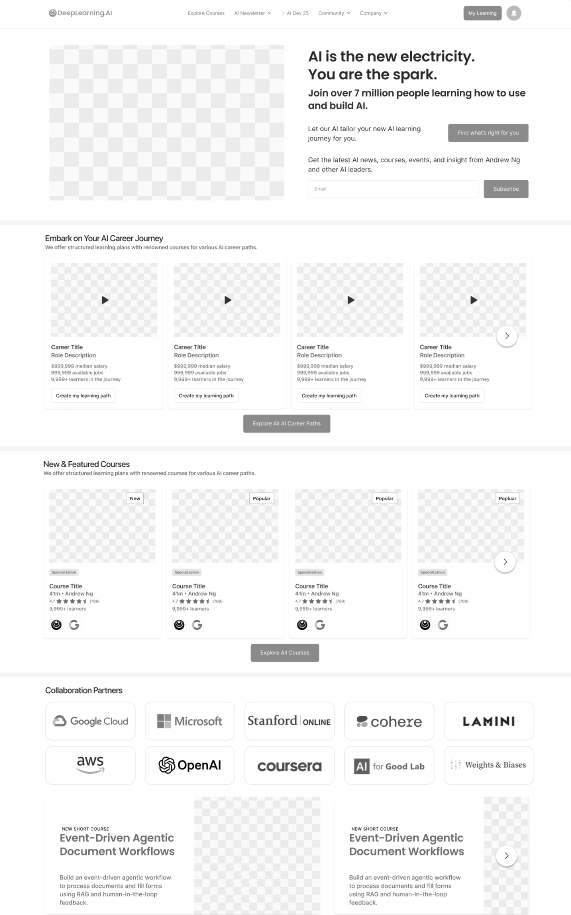 DeepLearning.AI
Explore Courses AI Newsletter AI Dev 25 Community Company My Learning
AI is the new electricity.
You are the spark.
Join over 7 million people learning how to use
and build AI.
Let our AI tailor your new AI learning
journey for you.
Find what's right for you
Get the latest AI news, courses, events, and insight from Andrew Ng
and other AI leaders.
Email
Subscribe
Embark on Your AI Career Journey
We offer structured learning plans with renowned courses for various AI career paths.
Career Title Career Title Career Title Career Title
Role Description Role Description Role Description Role Description
$999,999 median salary $999,999 median salary $999,999 median salary $999,999 median salary
999,999 available jobs 999,999 available jobs 999,999 available jobs 999,999 available jobs
9,999+ learners in the journey 9,999+ learners in the journey 9,999+ learners in the journey 9,999+ learners in the journey
Create my learning path Create my learning path Create my learning path Create my learning path
Explore All AI Career Paths
New & Featured Courses
We offer structured learning plans with renowned courses for various AI career paths.
New Popular Popular Popluar
Specialization Specialization Specialization Specialization
Course Title Course Title Course Title Course Title
41m • Andrew Ng 41m • Andrew Ng 41m • Andrew Ng 41m • Andrew Ng
4.7 4.7 4.7 4.7
9,999+ learners 9,999+ learners 9,999+ learners 9,999+ learners
Explore All Courses
Collaboration Partners
Google Cloud Microsoft Stanford ONLINE cohere LAMINI
aws OpenAI coursera AI for Good Lab Weights & Biases
NEW SHORT COURSE
Event-Driven Agentic
Document Workflows
Build an event-driven agentic workflow
to process documents and fill forms
using RAG and human-in-the-loop
feedback.
NEW SHORT COURSE
Event-Driven Agentic
Document Workflows
Build an event-driven agentic workflow
to process documents and fill forms
using RAG and human-in-the-loop
feedback.